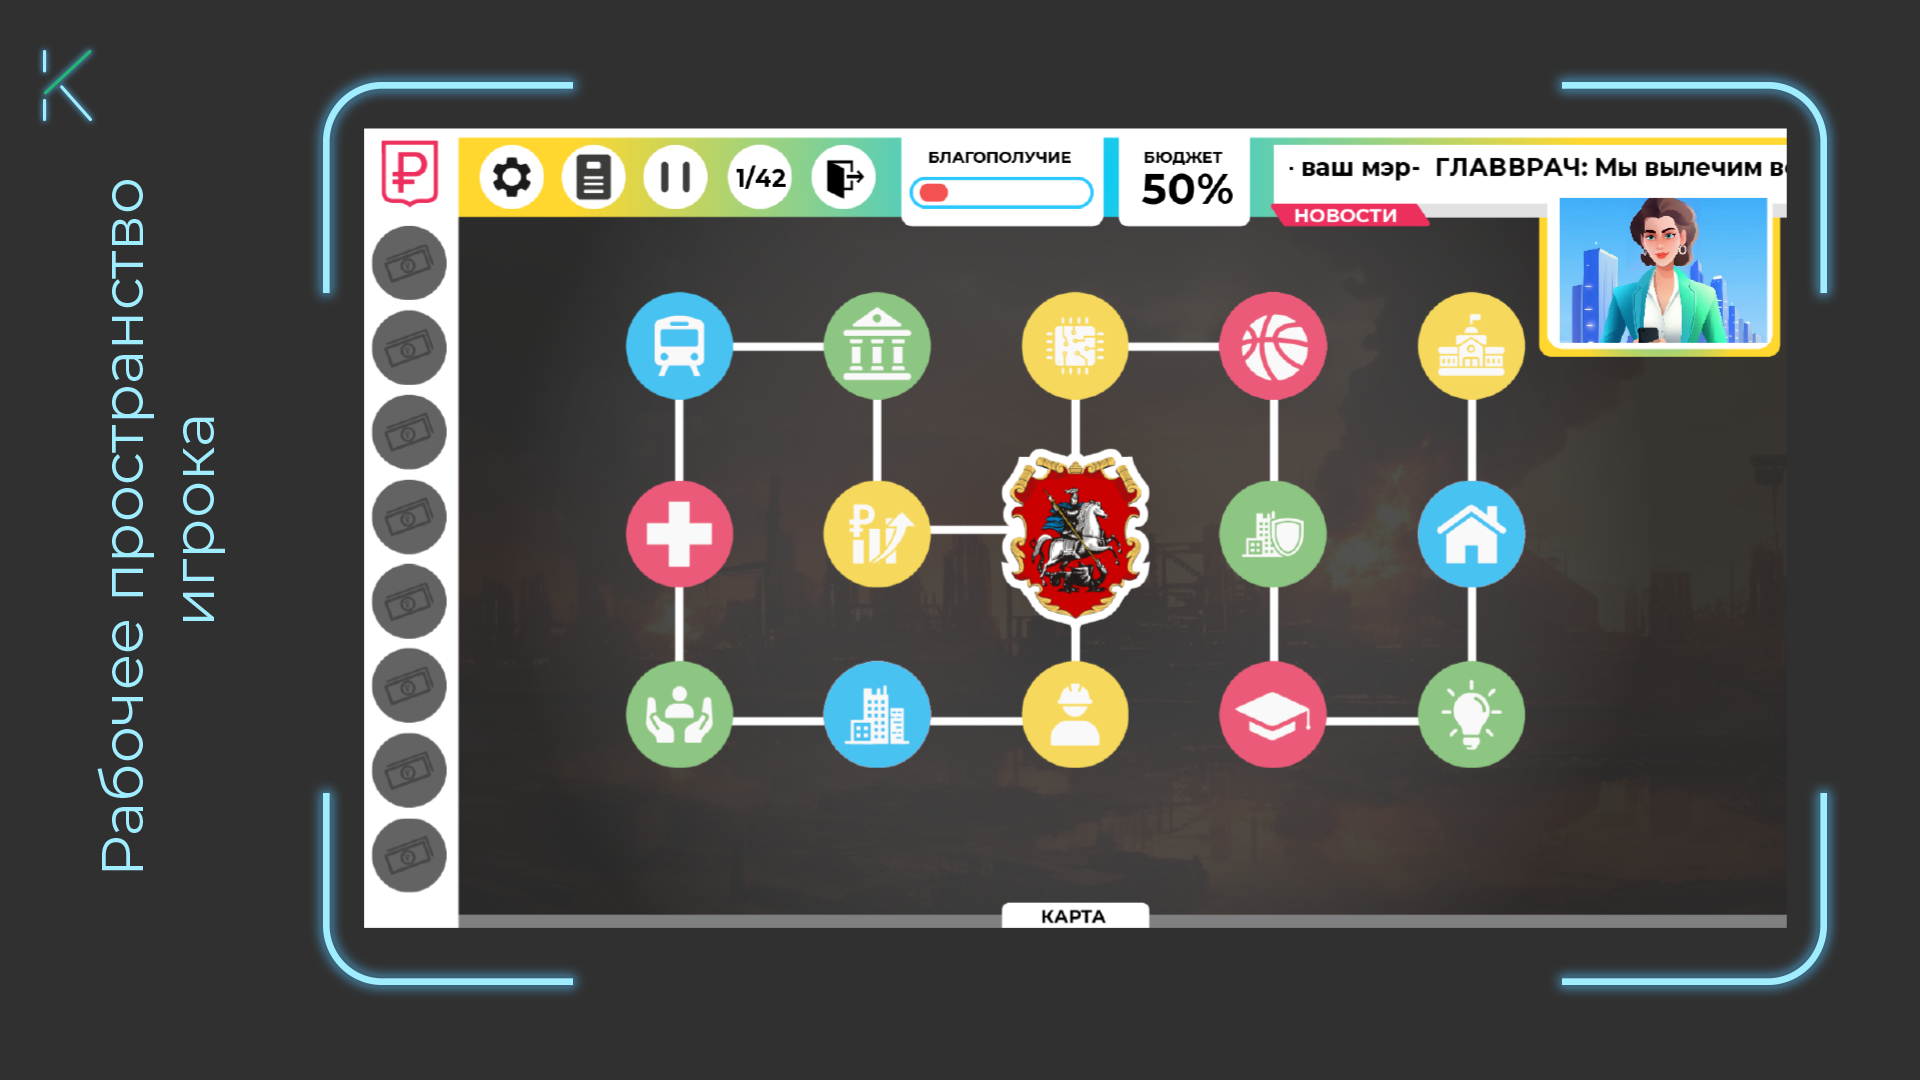 Рабочее пространство
игрока
1/42
БЛАГОПОЛУЧИЕ
БЮДЖЕТ
50%
· ваш мэр- ГЛАВВРАЧ: Мы вылечим
НОВОСТИ
КАРТА